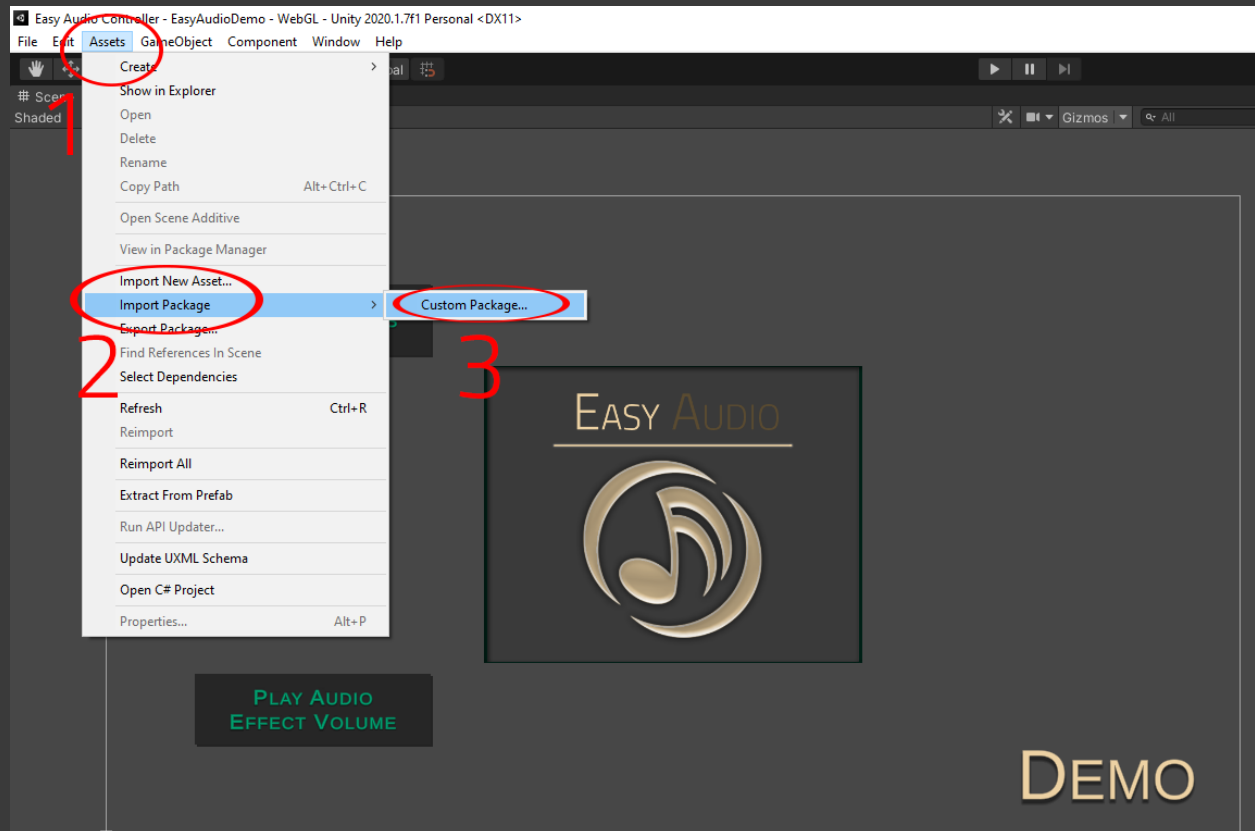 Easy Audio Controller - EasyAudioDemo - WebGL - Unity 2020.1.7f1 Personal <DX11>
File Edit Assets GameObject Component Window Help
Create
Show in Explorer
# Scene
1
Shaded
Gizmos
All
Open
Delete
Rename
Copy Path Alt+Ctrl+C
Open Scene Additive
View in Package Manager
Import New Asset...
Import Package
Custom Package...
Export Package...
2
3
Find References In Scene
Select Dependencies
Refresh Ctrl+R
Reimport
Reimport All
Extract From Prefab
Run API Updater...
Update UXML Schema
Open C# Project
Properties... Alt+P
Easy Audio
Play Audio
Effect Volume
Demo